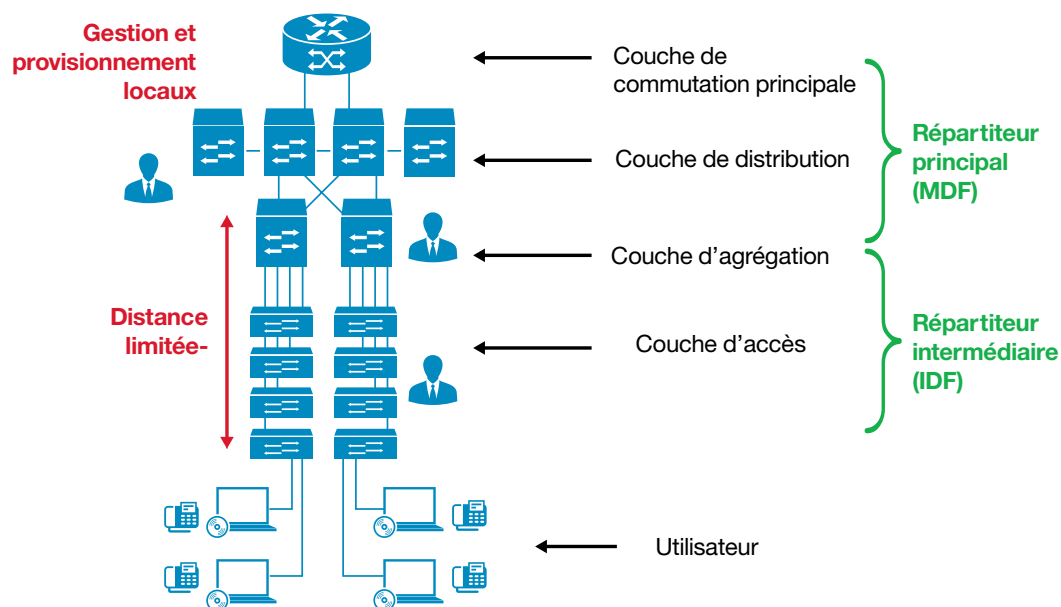 Gestion et
provisionnement
locaux
Couche de
commutation principale
Couche de distribution
Répartiteur
principal
(MDF)
Couche d'agrégation
Distance
limitée-
Couche d'accès
Répartiteur
intermédiaire
(IDF)
Utilisateur